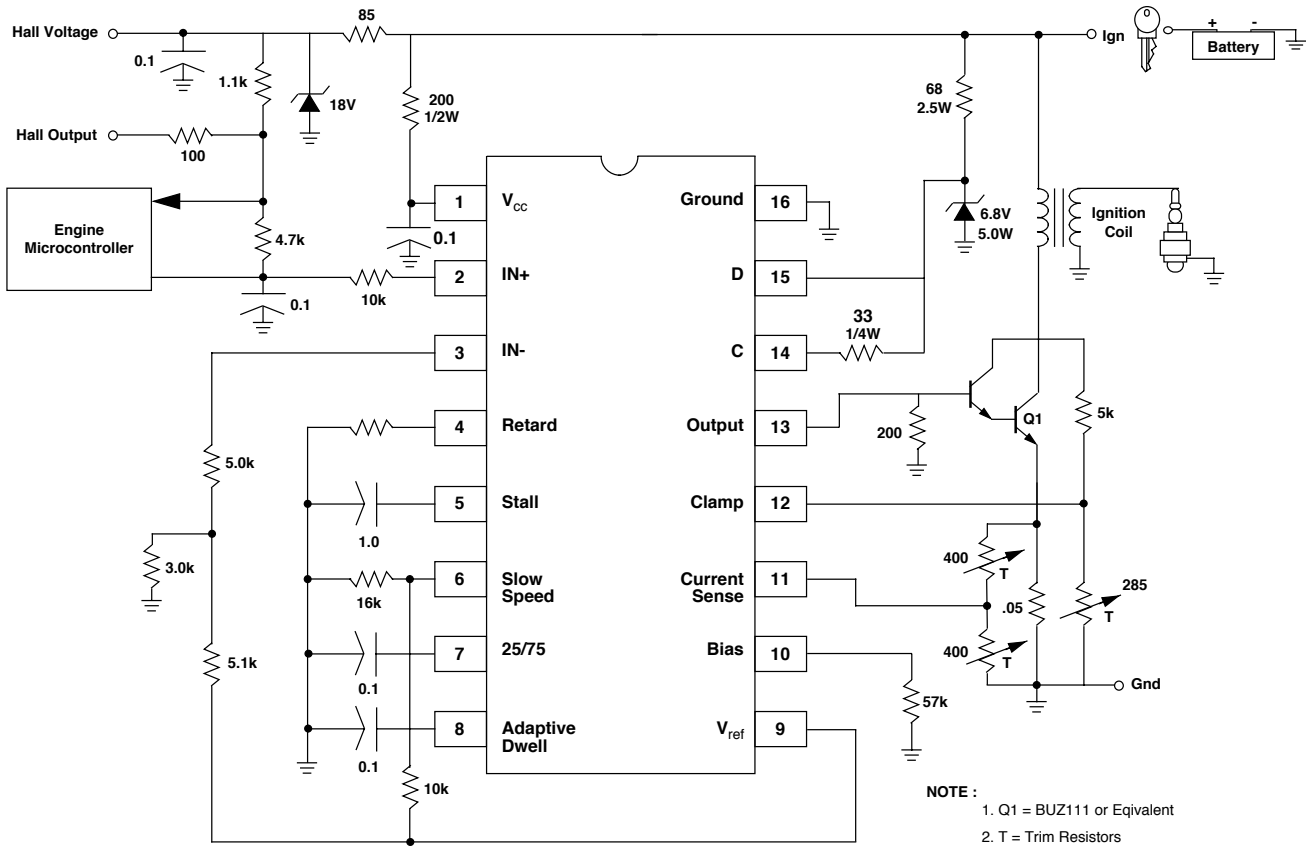 85
Hall Voltage
Ign
+ -
Battery
0.1
1.1k
18V
200
1/2W
68
2.5W
Hall Output
100
Engine
Microcontroller
4.7k
0.1
0.1
10k
6.8V
5.0W
Ignition
Coil
1 Vcc
Ground 16
2 IN+
D 15
33
1/4W
3 IN-
C 14
4 Retard
Output 13
200
Q1
5k
5.0k
5 Stall
Clamp 12
1.0
3.0k
6 Slow
Speed
16k
Current
Sense 11
400
T
.05
285
T
400
T
5.1k
7 25/75
0.1
Bias 10
57k
Gnd
8 Adaptive
Dwell
0.1
Vref 9
10k
NOTE :
1. Q1 = BUZ111 or Eqivalent
2. T = Trim Resistors